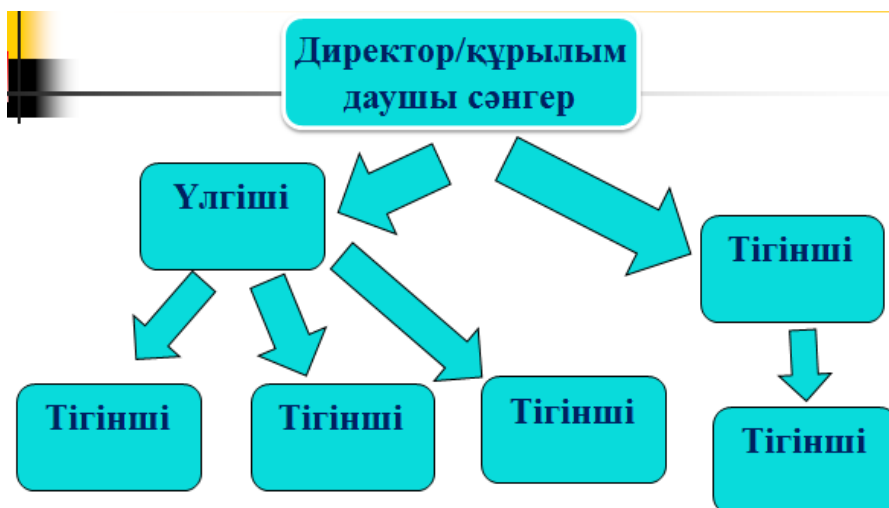 Директор/құрылым
даушы сәнгер
Үлгіші
Тігінші
Тігінші
Тігінші
Тігінші
Тігінші